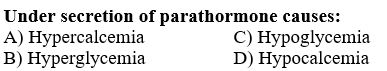 Under secretion of parathormone causes:
A) Hypercalcemia C) Hypoglycemia
B) Hyperglycemia D) Hypocalcemia